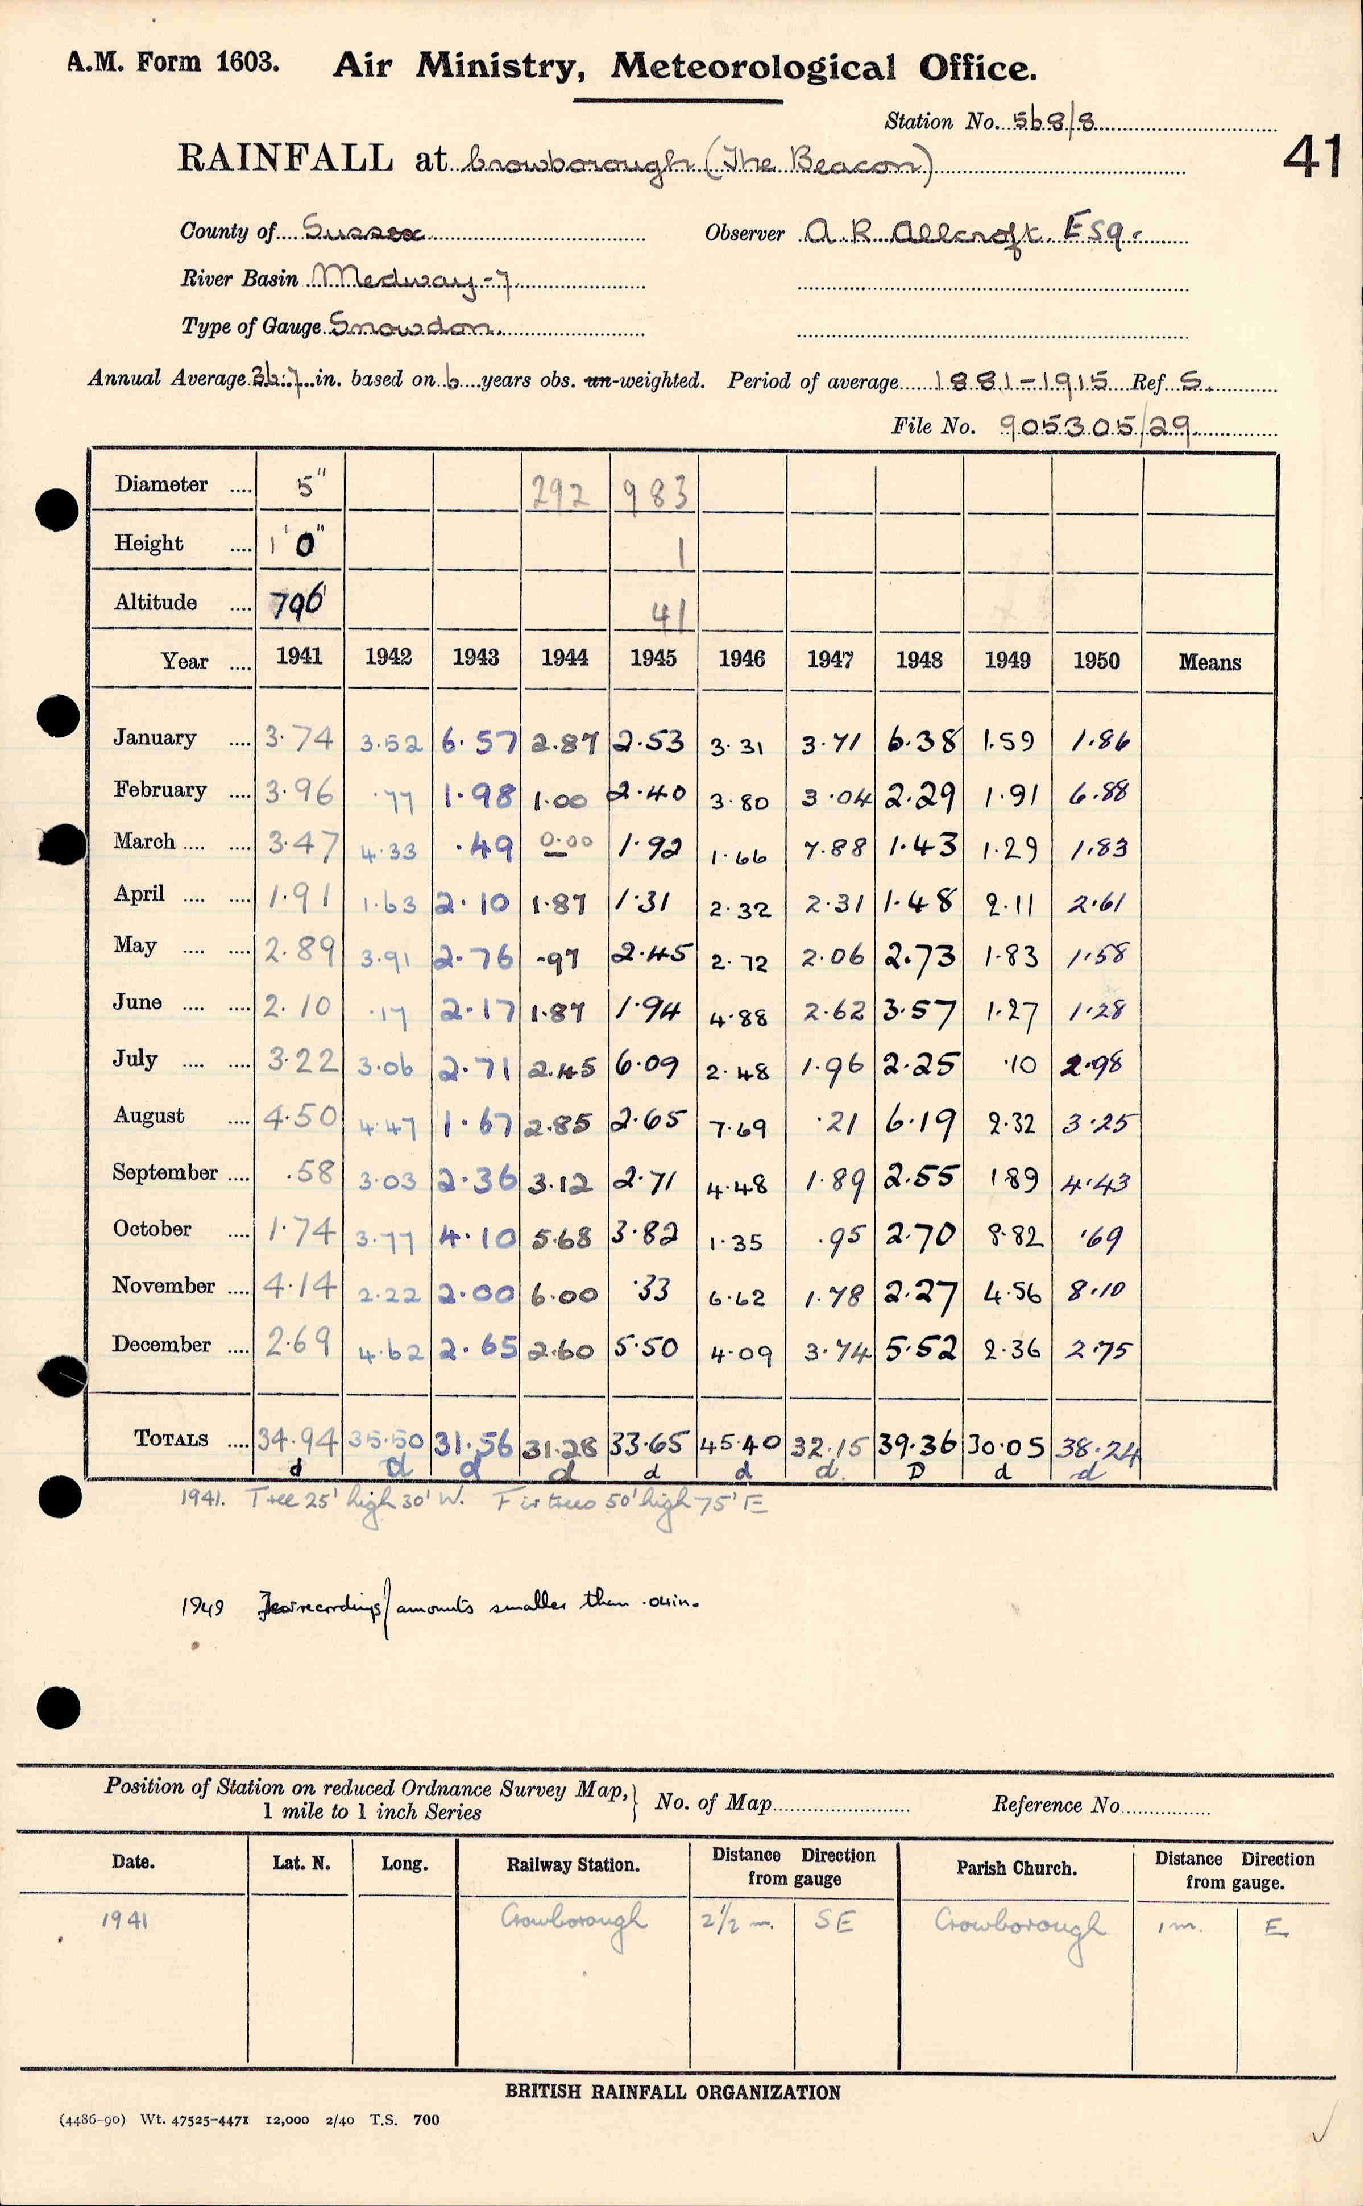 A.M. Form 1603. Air Ministry, Meteorological Office.
Station No. 568/8
41
RAINFALL at Crowborough (The Beacon)
County of Sussex Observer A. R. Allcroft. Esq.
River Basin Medway-7
Type of Gauge Snowdon.
Annual Average 36.7 in. based on 6 years obs. un-weighted. Period of average 1881-1915 Ref. S.
File No. 905305/29
Diameter .... 5" 292 983
Height .... 1' 0" 1
Altitude .... 796 41
Year .... 1941 1942 1943 1944 1945 1946 1947 1948 1949 1950 Means
January .... 3.74 3.52 6.57 2.87 2.53 3.31 3.71 6.38 1.59 1.86
February .... 3.96 .77 1.98 1.00 2.40 3.80 3.04 2.29 1.91 6.88
March .... .... 3.47 4.33 .49 0.00 1.92 1.66 7.88 1.43 1.29 1.83
April .... .... 1.91 1.63 2.10 1.87 1.31 2.32 2.31 1.48 2.11 2.61
May .... .... 2.89 3.91 2.76 .97 2.45 2.72 2.06 2.73 1.83 1.58
June .... .... 2.10 .17 2.17 1.87 1.94 4.88 2.62 3.57 1.27 1.28
July .... .... 3.22 3.06 2.71 2.45 6.09 2.48 1.96 2.25 .10 2.98
August .... 4.50 4.47 1.67 2.85 2.65 7.69 .21 6.19 2.32 3.25
September .... .58 3.03 2.36 3.12 2.71 4.48 1.89 2.55 1.89 4.43
October .... 1.74 3.77 4.10 5.68 3.82 1.35 .95 2.70 8.82 .69
November .... 4.14 2.22 2.00 6.00 .33 6.62 1.78 2.27 4.56 8.10
December .... 2.69 4.62 2.65 2.60 5.50 4.09 3.74 5.52 2.36 2.75
TOTALS .... 34.94 35.50 31.56 31.28 33.65 45.40 32.15 39.36 30.05 38.24
d d d d d d d D d d
1941. Tree 25' high 30' W. Fir trees 50' high 75' E
1949 recordings/amounts smaller than .04in.
Position of Station on reduced Ordnance Survey Map,
1 mile to 1 inch Series } No. of Map Reference No.
Date. Lat. N. Long. Railway Station. Distance Direction from gauge Parish Church. Distance Direction from gauge.
1941 Crowborough 2½ m. SE Crowborough 1 m. E
BRITISH RAINFALL ORGANIZATION
(4486-90) Wt. 47525-4471 12,000 2/40 T.S. 700